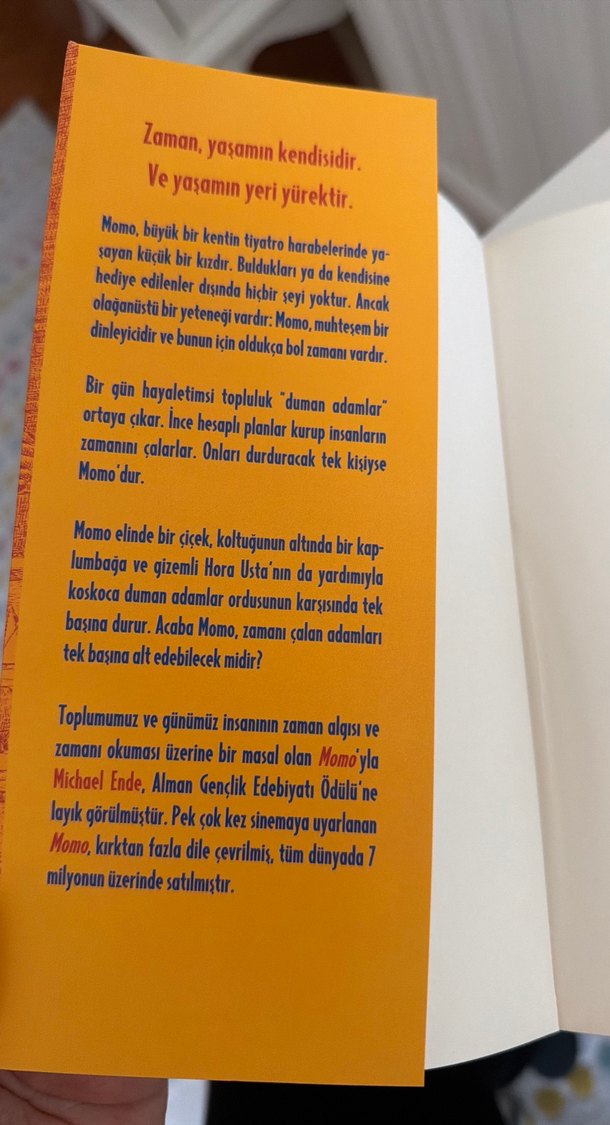 Zaman, yaşamın kendisidir.
Ve yaşamın yeri yürektir.
Momo, büyük bir kentin tiyatro harabelerinde ya-
şayan küçük bir kızdır. Buldukları ya da kendisine
hediye edilenler dışında hiçbir şeyi yoktur. Ancak
olağanüstü bir yeteneği vardır: Momo, muhteşem bir
dinleyicidir ve bunun için oldukça bol zamanı vardır.
Bir gün hayaletimsi topluluk "duman adamlar"
ortaya çıkar. İnce hesaplı planlar kurup insanların
zamanını çalarlar. Onları durduracak tek kişiyse
Momo'dur.
Momo elinde bir çiçek, koltuğunun altında bir kap-
lumbağa ve gizemli Hora Usta'nın da yardımıyla
koskoca duman adamlar ordusunun karşısında tek
başına durur. Acaba Momo, zamanı çalan adamları
tek başına alt edebilecek midir?
Toplumumuz ve günümüz insanının zaman algısı ve
zamanı okuması üzerine bir masal olan Momo'yla
Michael Ende, Alman Gençlik Edebiyatı Ödülü'ne
layık görülmüştür. Pek çok kez sinemaya uyarlanan
Momo, kırktan fazla dile çevrilmiş, tüm dünyada 7
milyonun üzerinde satılmıştır.